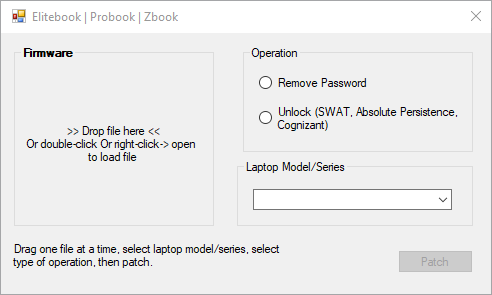 Elitebook | Probook | Zbook
Firmware
>> Drop file here <<
Or double-click Or right-click-> open
to load file
Operation
Remove Password
Unlock (SWAT, Absolute Persistence,
Cognizant)
Laptop Model/Series
Drag one file at a time, select laptop model/series, select
type of operation, then patch.
Patch